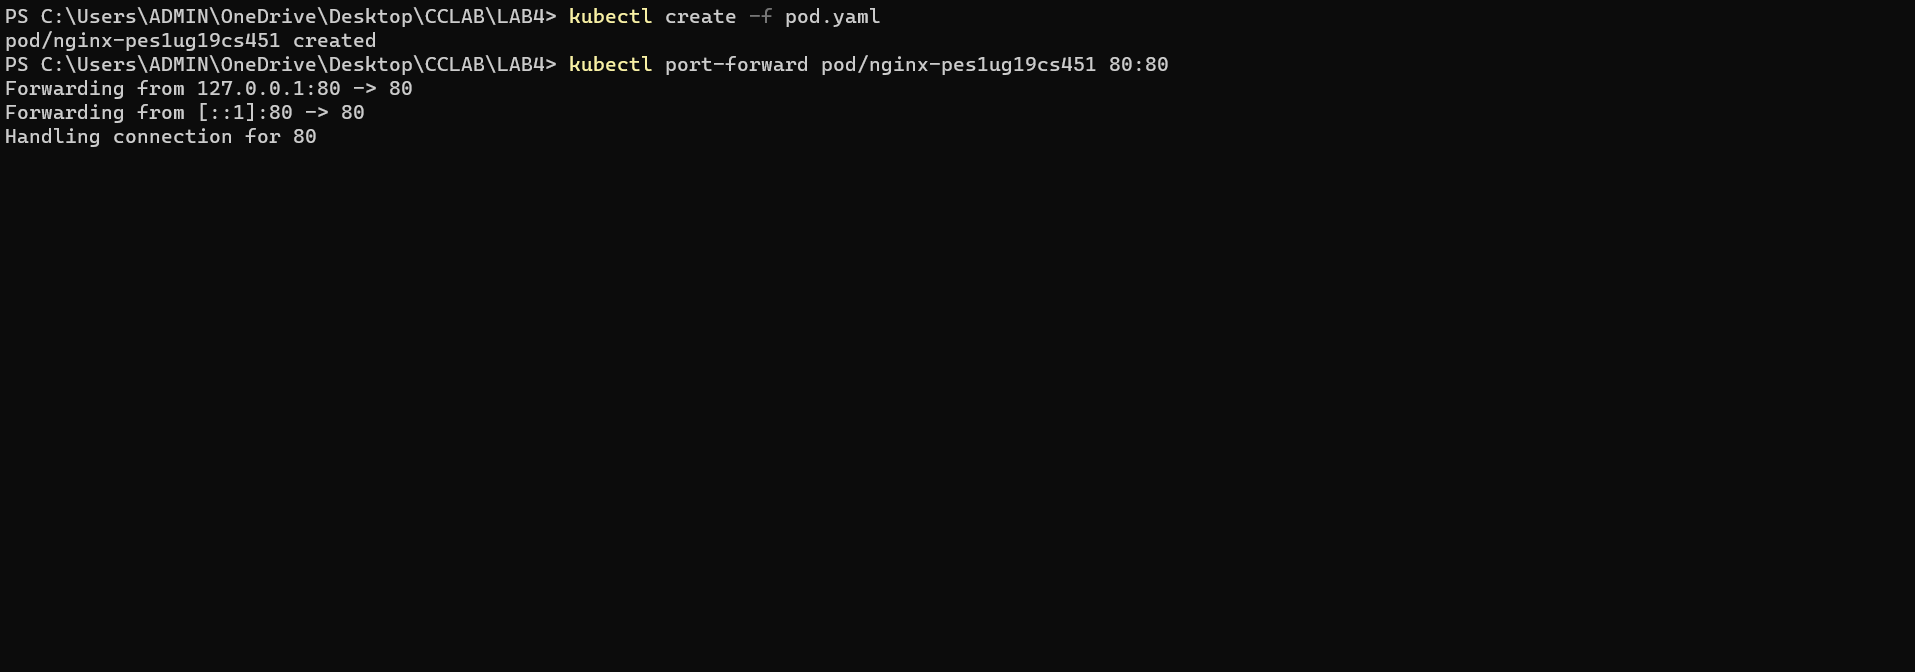 PS C:\Users\ADMIN\OneDrive\Desktop\CCLAB\LAB4> kubectl create -f pod.yaml
pod/nginx-pes1ug19cs451 created
PS C:\Users\ADMIN\OneDrive\Desktop\CCLAB\LAB4> kubectl port-forward pod/nginx-pes1ug19cs451 80:80
Forwarding from 127.0.0.1:80 -> 80
Forwarding from [::1]:80 -> 80
Handling connection for 80